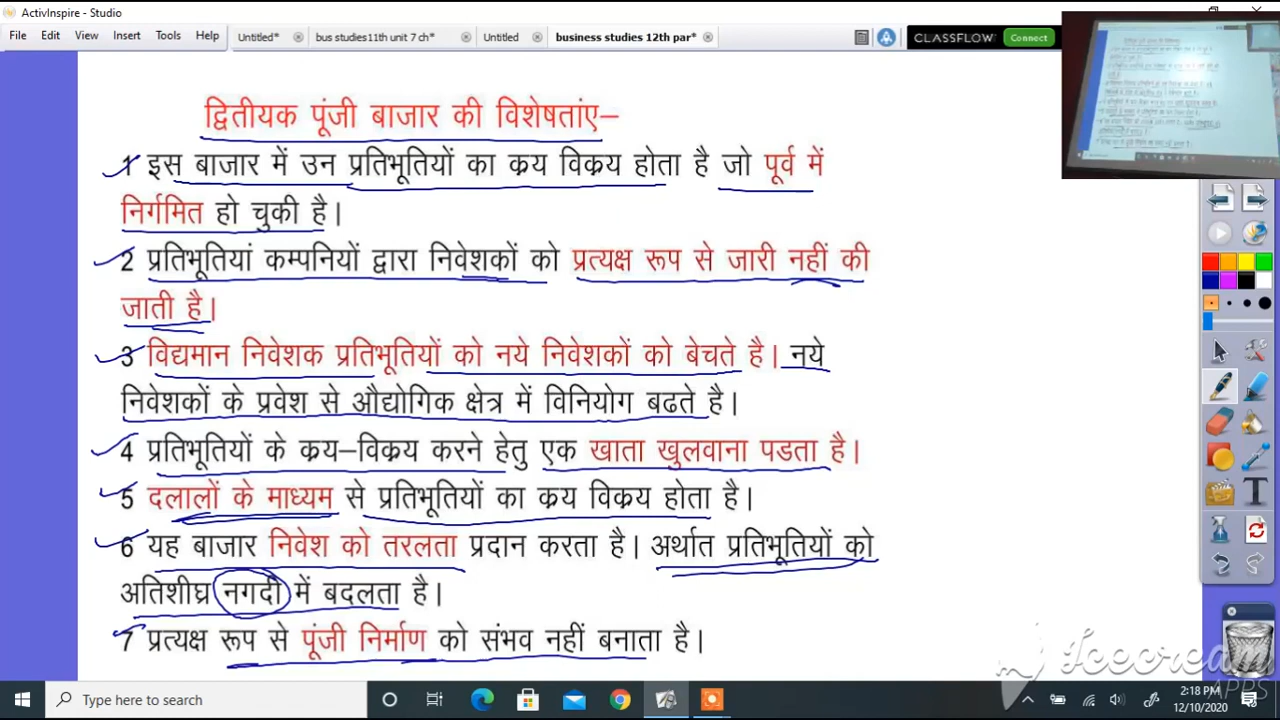 ActivInspire - Studio
File Edit View Insert Tools Help Untitled* bus studies11th unit 7 ch* Untitled business studies 12th par* CLASSFLOW Connect
द्वितीयक पूंजी बाजार की विशेषतांए–
1 इस बाजार में उन प्रतिभूतियों का क्रय विक्रय होता है जो पूर्व में
निर्गमित हो चुकी है।
2 प्रतिभूतियां कम्पनियों द्वारा निवेशकों को प्रत्यक्ष रूप से जारी नहीं की
जाती है।
3 विद्यमान निवेशक प्रतिभूतियों को नये निवेशकों को बेचते है। नये
निवेशकों के प्रवेश से औद्योगिक क्षेत्र में विनियोग बढते है।
4 प्रतिभूतियों के क्रय–विक्रय करने हेतु एक खाता खुलवाना पडता है।
5 दलालों के माध्यम से प्रतिभूतियों का क्रय विक्रय होता है।
6 यह बाजार निवेश को तरलता प्रदान करता है। अर्थात प्रतिभूतियों को
अतिशीघ्र नगदी में बदलता है।
7 प्रत्यक्ष रूप से पूंजी निर्माण को संभव नहीं बनाता है।
Icecream
APPS
Type here to search
2:18 PM
12/10/2020